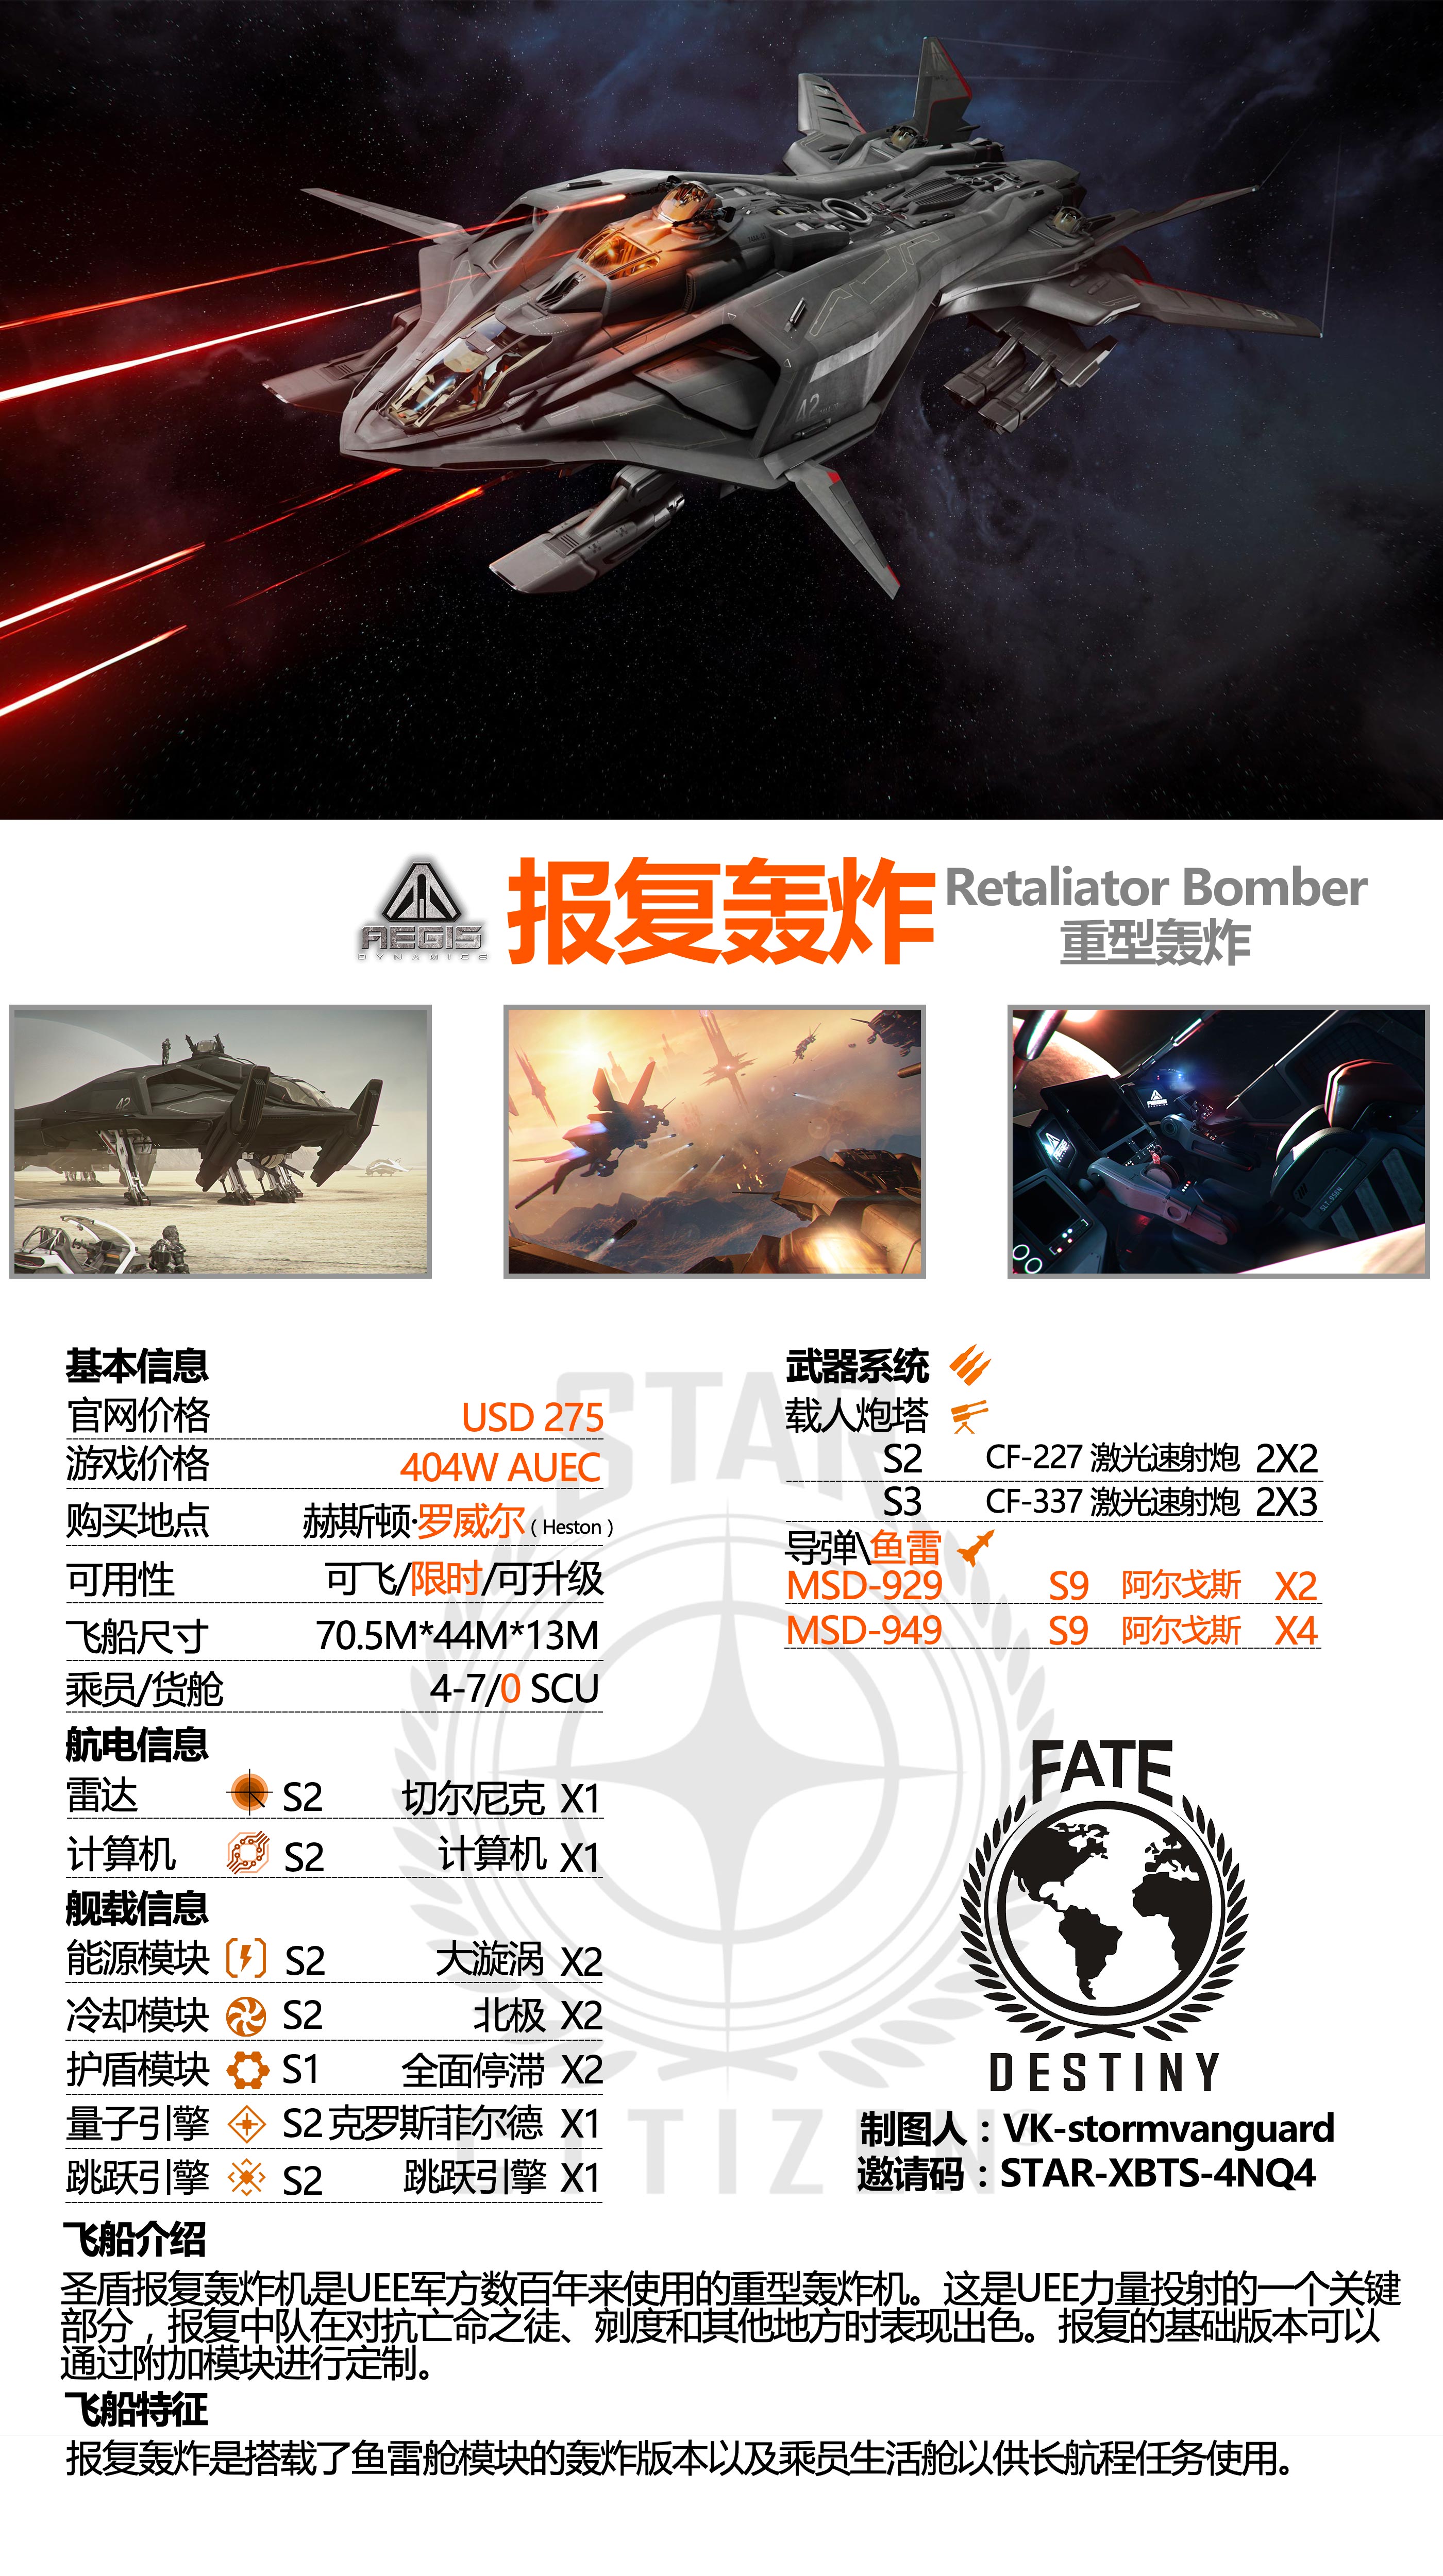 AEGIS
DYNAMICS
报复轰炸
Retaliator Bomber
重型轰炸
基本信息
官网价格 USD 275
游戏价格 404W AUEC
购买地点 赫斯顿·罗威尔（Heston）
可用性 可飞/限时/可升级
飞船尺寸 70.5M*44M*13M
乘员/货舱 4-7/0 SCU
航电信息
雷达 S2 切尔尼克 X1
计算机 S2 计算机 X1
舰载信息
能源模块 S2 大漩涡 X2
冷却模块 S2 北极 X2
护盾模块 S1 全面停滞 X2
量子引擎 S2 克罗斯菲尔德 X1
跳跃引擎 S2 跳跃引擎 X1
武器系统
载人炮塔
S2 CF-227 激光速射炮 2X2
S3 CF-337 激光速射炮 2X3
导弹\鱼雷
MSD-929 S9 阿尔戈斯 X2
MSD-949 S9 阿尔戈斯 X4
STAR
CITIZEN
FATE
DESTINY
制图人：VK-stormvanguard
邀请码：STAR-XBTS-4NQ4
飞船介绍
圣盾报复轰炸机是UEE军方数百年来使用的重型轰炸机。这是UEE力量投射的一个关键
部分，报复中队在对抗亡命之徒、剜度和其他地方时表现出色。报复的基础版本可以
通过附加模块进行定制。
飞船特征
报复轰炸是搭载了鱼雷舱模块的轰炸版本以及乘员生活舱以供长航程任务使用。